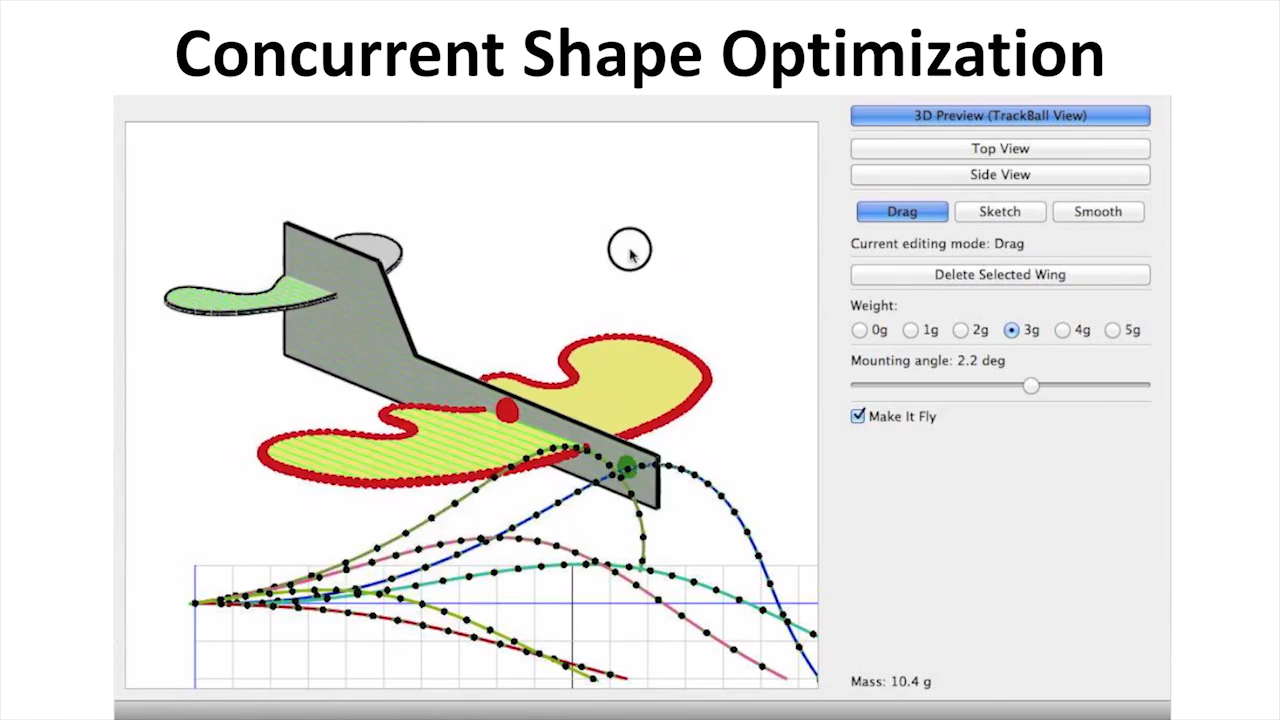 Concurrent Shape Optimization
3D Preview (TrackBall View)
Top View
Side View
Drag Sketch Smooth
Current editing mode: Drag
Delete Selected Wing
Weight:
0g 1g 2g 3g 4g 5g
Mounting angle: 2.2 deg
Make It Fly
Mass: 10.4 g